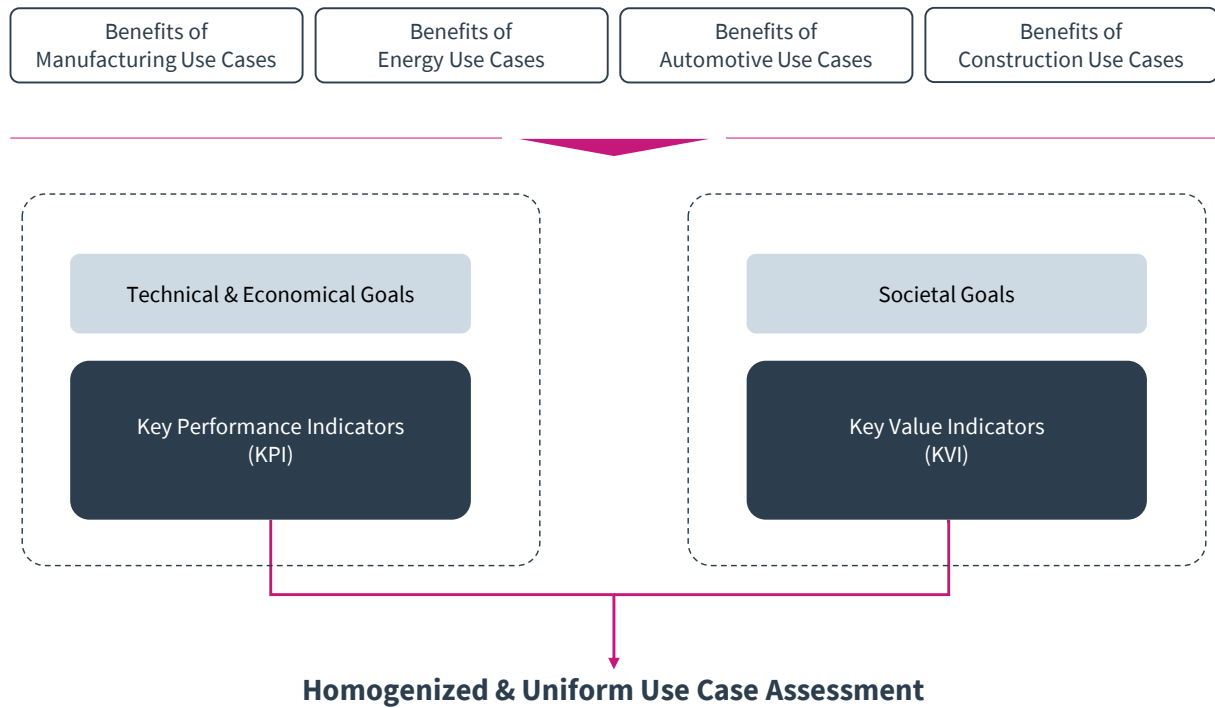 Benefits of
Manufacturing Use Cases
Benefits of
Energy Use Cases
Benefits of
Automotive Use Cases
Benefits of
Construction Use Cases
Technical & Economical Goals
Key Performance Indicators
(KPI)
Societal Goals
Key Value Indicators
(KVI)
Homogenized & Uniform Use Case Assessment